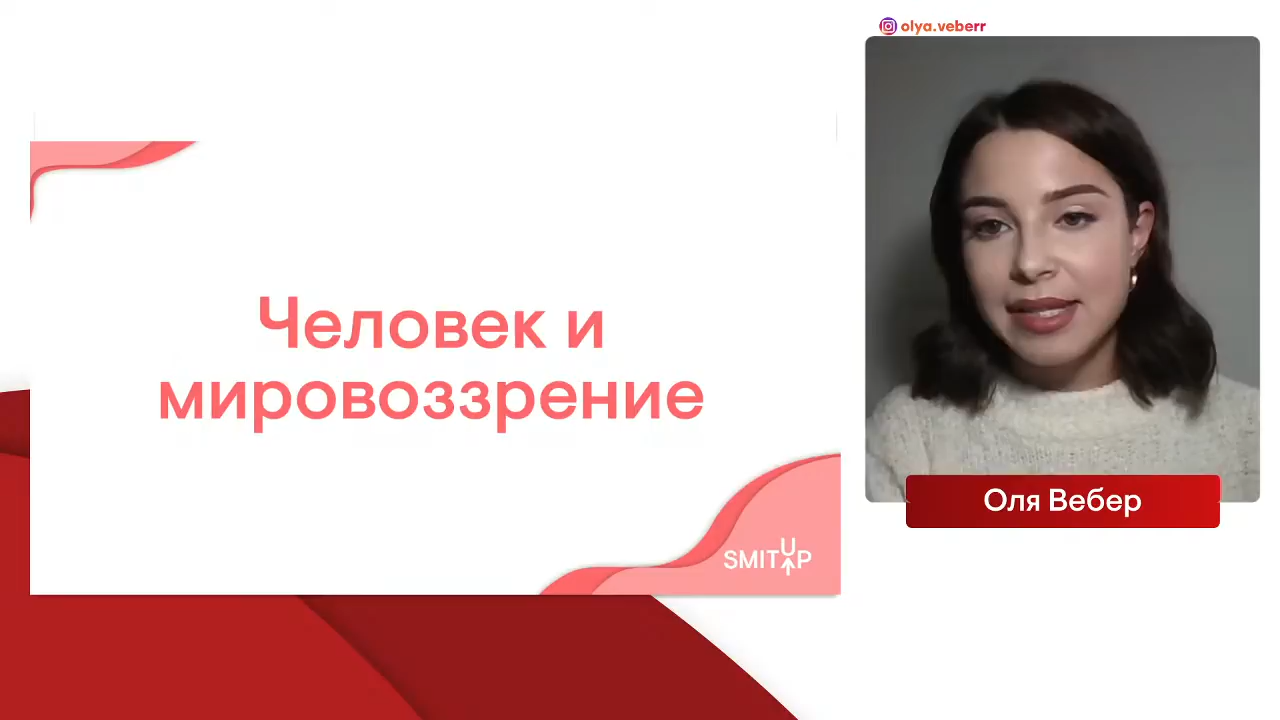 olya.veberr
Человек и
мировоззрение
SMITUP
Оля Вебер